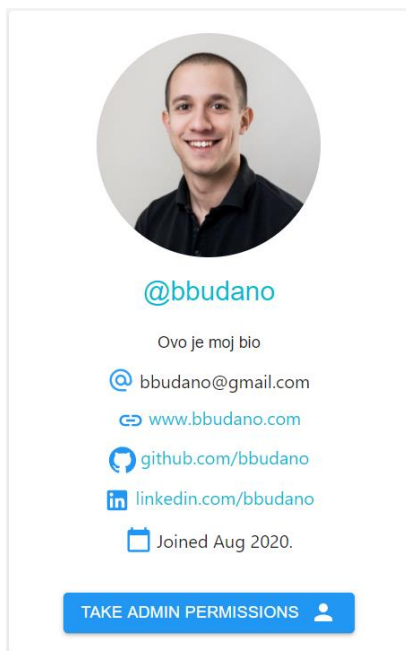 @bbudano
Ovo je moj bio
bbudano@gmail.com
www.bbudano.com
github.com/bbudano
linkedin.com/bbudano
Joined Aug 2020.
TAKE ADMIN PERMISSIONS